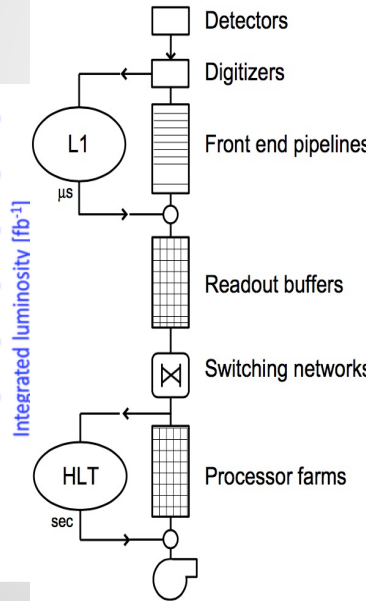 Detectors
Digitizers
L1
Front end pipelines
µs
Integrated luminosity [fb⁻¹]
Readout buffers
Switching networks
HLT
Processor farms
sec